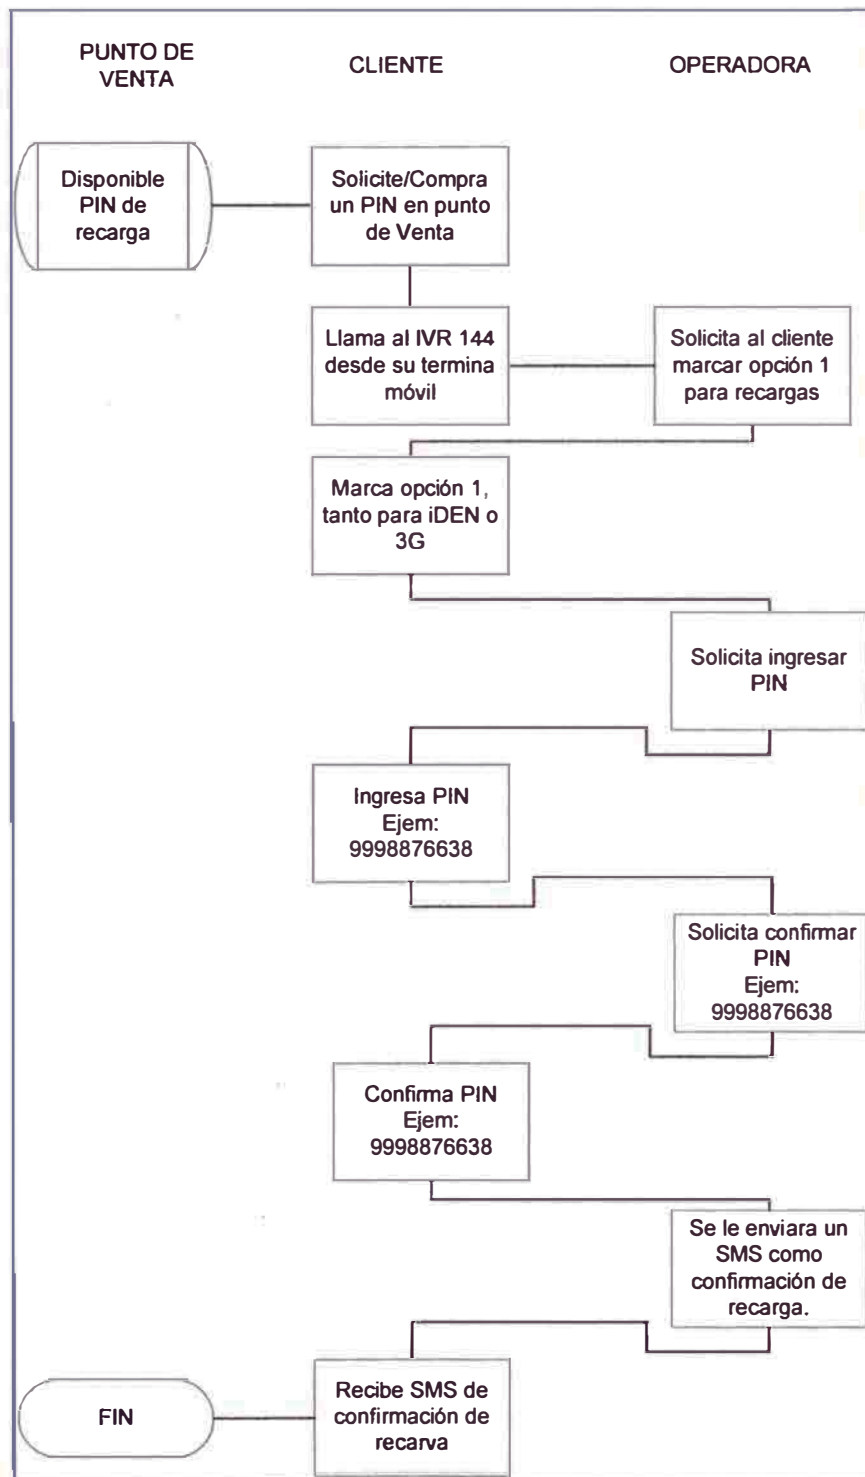 PUNTO DE
VENTA
CLIENTE
OPERADORA
Disponible
PIN de
recarga
Solicite/Compra
un PIN en punto
de Venta
Llama al IVR 144
desde su termina
móvil
Solicita al cliente
marcar opción 1
para recargas
Marca opción 1,
tanto para iDEN o
3G
Solicita ingresar
PIN
Ingresa PIN
Ejem:
9998876638
Solicita confirmar
PIN
Ejem:
9998876638
Confirma PIN
Ejem:
9998876638
Se le enviara un
SMS como
confirmación de
recarga.
Recibe SMS de
confirmación de
recarva
FIN